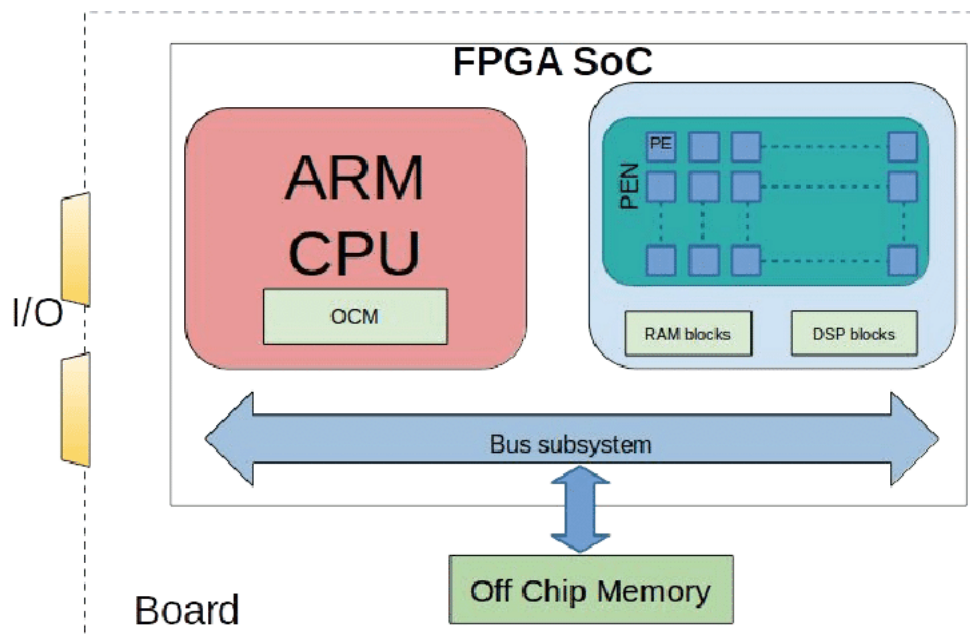 FPGA SoC
ARM
CPU
OCM
PEN
PE
RAM blocks
DSP blocks
I/O
Bus subsystem
Off Chip Memory
Board